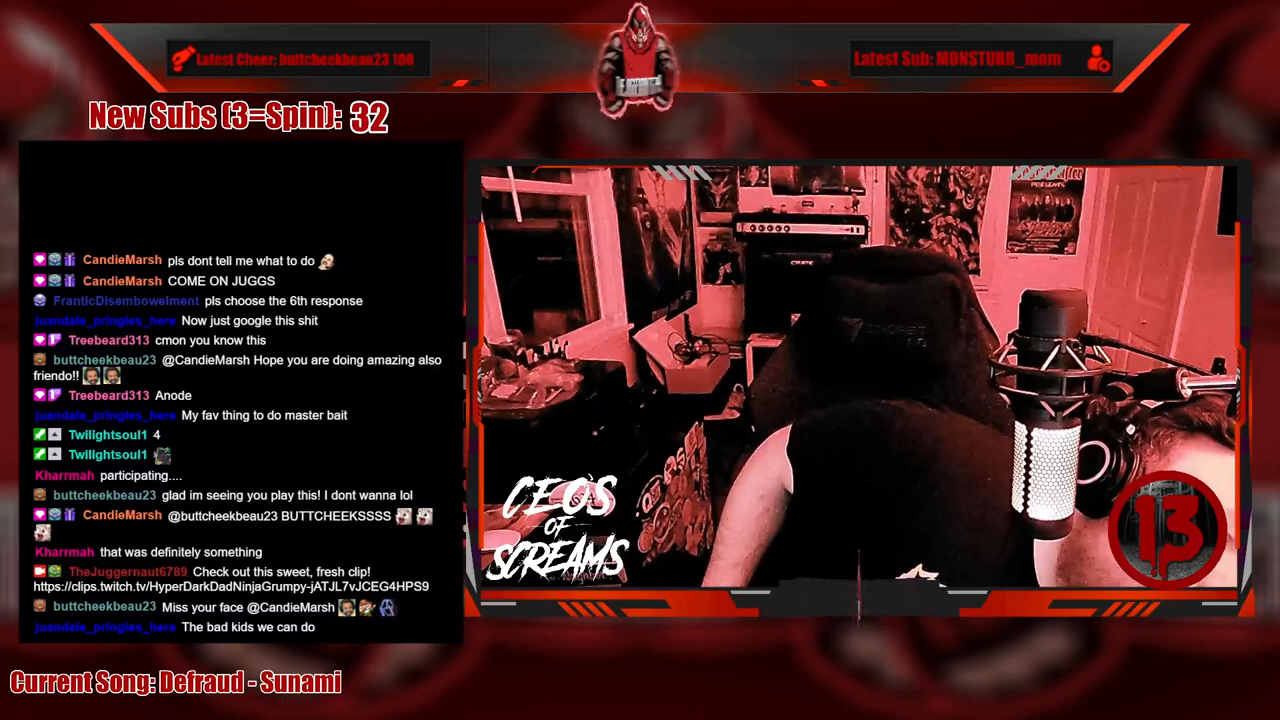 Latest Cheer: buttcheekbeau23 100
Latest Sub: MONSTURR_mom
New Subs (3=Spin): 32
CandieMarsh pls dont tell me what to do
CandieMarsh COME ON JUGGS
FranticDisembowelment pls choose the 6th response
juandale_pringles_here Now just google this shit
Treebeard313 cmon you know this
buttcheekbeau23 @CandieMarsh Hope you are doing amazing also
friendo!!
Treebeard313 Anode
juandale_pringles_here My fav thing to do master bait
Twilightsoul1 4
Twilightsoul1
Kharrmah participating....
buttcheekbeau23 glad im seeing you play this! I dont wanna lol
CandieMarsh @buttcheekbeau23 BUTTCHEEKSSSS
Kharrmah that was definitely something
TheJuggernaut6789 Check out this sweet, fresh clip!
https://clips.twitch.tv/HyperDarkDadNinjaGrumpy-jATJL7vJCEG4HPS9
buttcheekbeau23 Miss your face @CandieMarsh
juandale_pringles_here The bad kids we can do
PRESENTS
CRATE
CEOS
OF
SCREAMS
13
Current Song: Defraud - Sunami